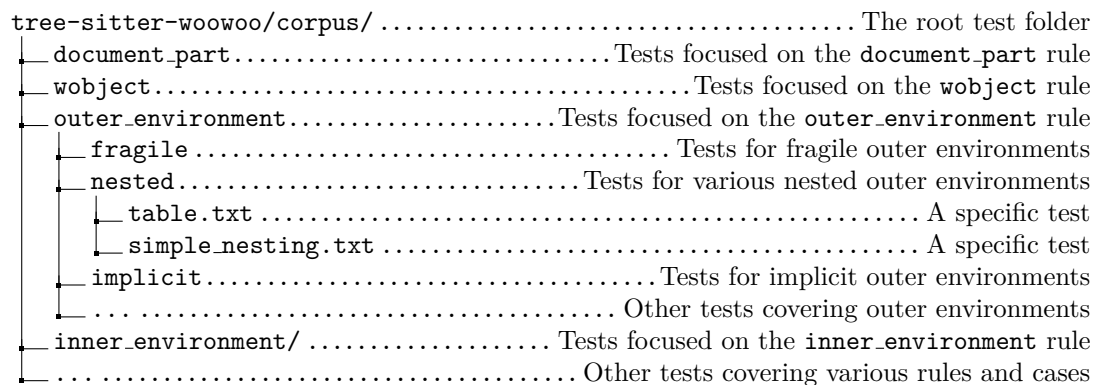 tree-sitter-woowoo/corpus/ ...................................... The root test folder
document_part...............................Tests focused on the document_part rule
wobject...........................................Tests focused on the wobject rule
outer_environment......................Tests focused on the outer_environment rule
fragile ....................................... Tests for fragile outer environments
nested.................................Tests for various nested outer environments
table.txt ..................................................... A specific test
simple_nesting.txt ........................................... A specific test
implicit.....................................Tests for implicit outer environments
... ...................................... Other tests covering outer environments
inner_environment/ .................... Tests focused on the inner_environment rule
... ...................................... Other tests covering various rules and cases